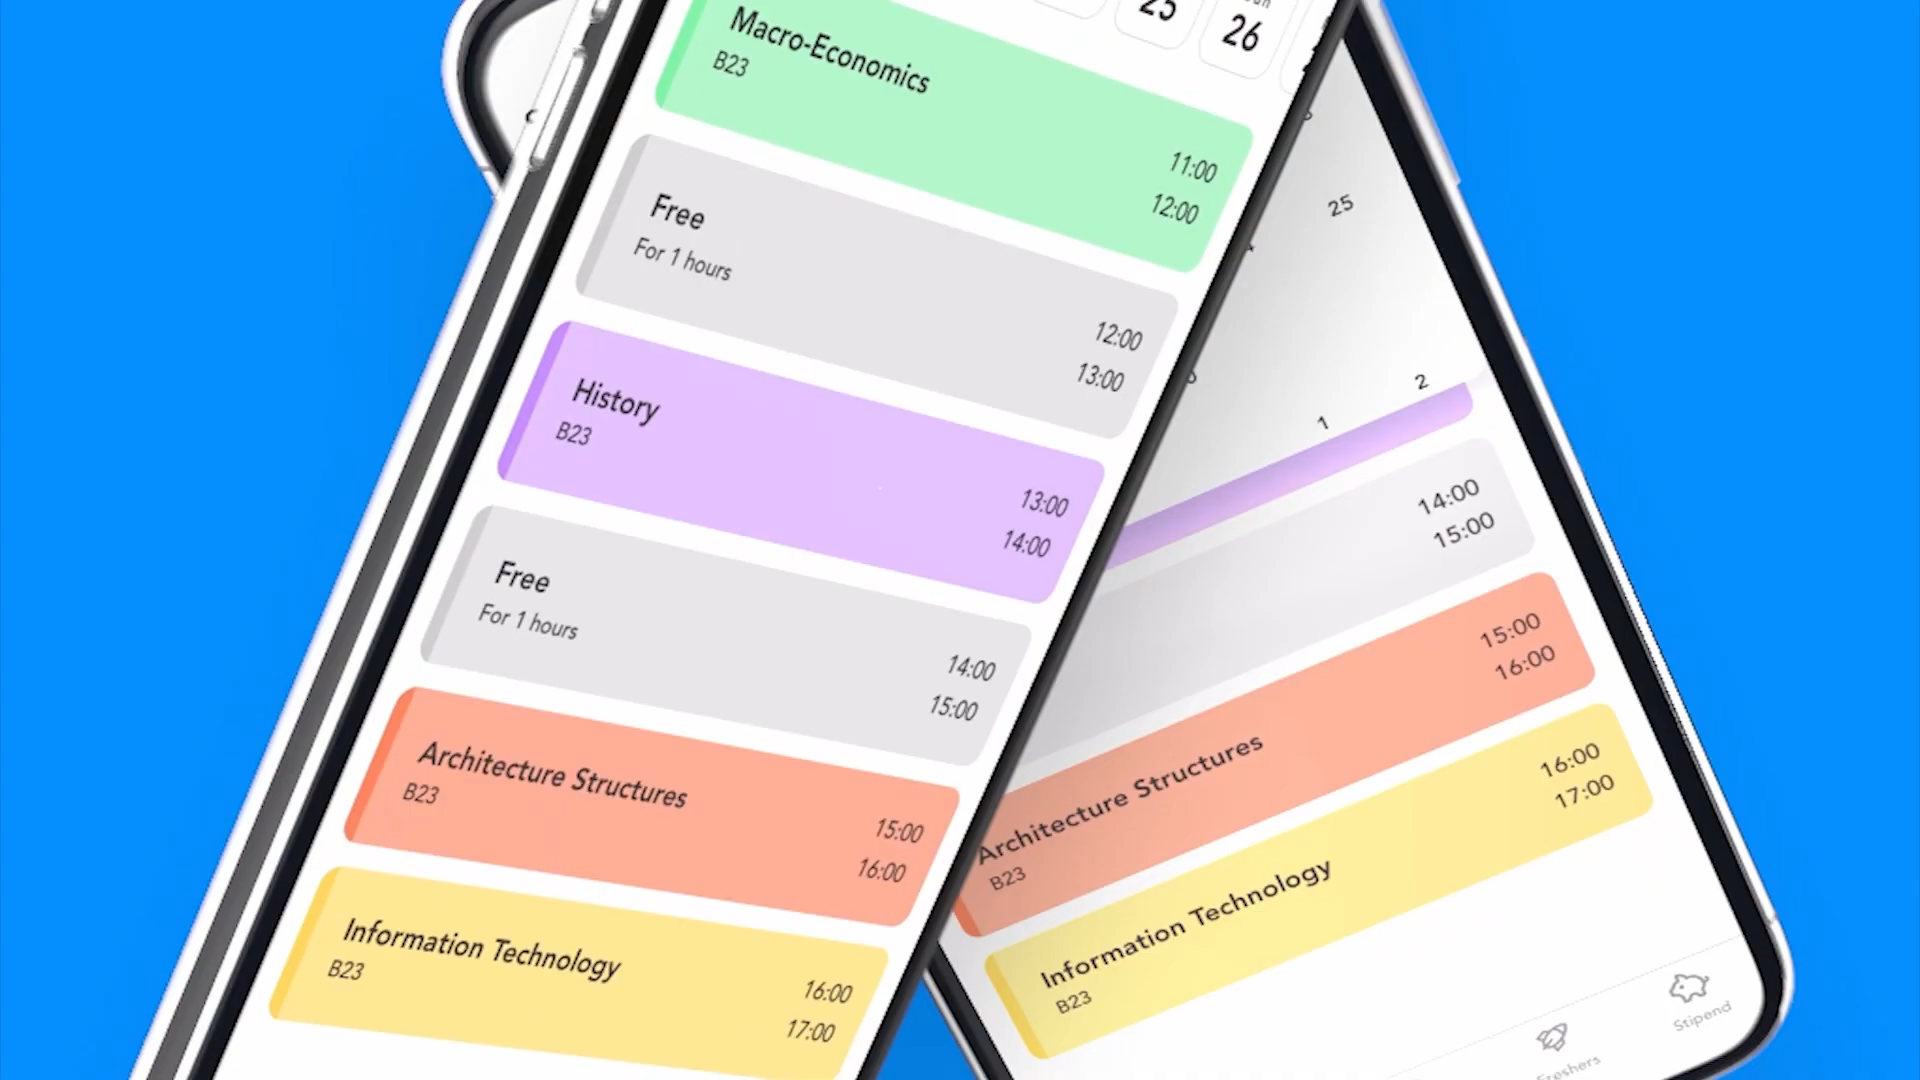 25
26
Macro-Economics
B23
11:00
12:00
Free
For 1 hours
12:00
13:00
History
B23
13:00
14:00
Free
For 1 hours
14:00
15:00
Architecture Structures
B23
15:00
16:00
Information Technology
B23
16:00
17:00
25
1
2
14:00
15:00
15:00
16:00
Architecture Structures
B23
16:00
17:00
Information Technology
B23
Freshers
Stipend